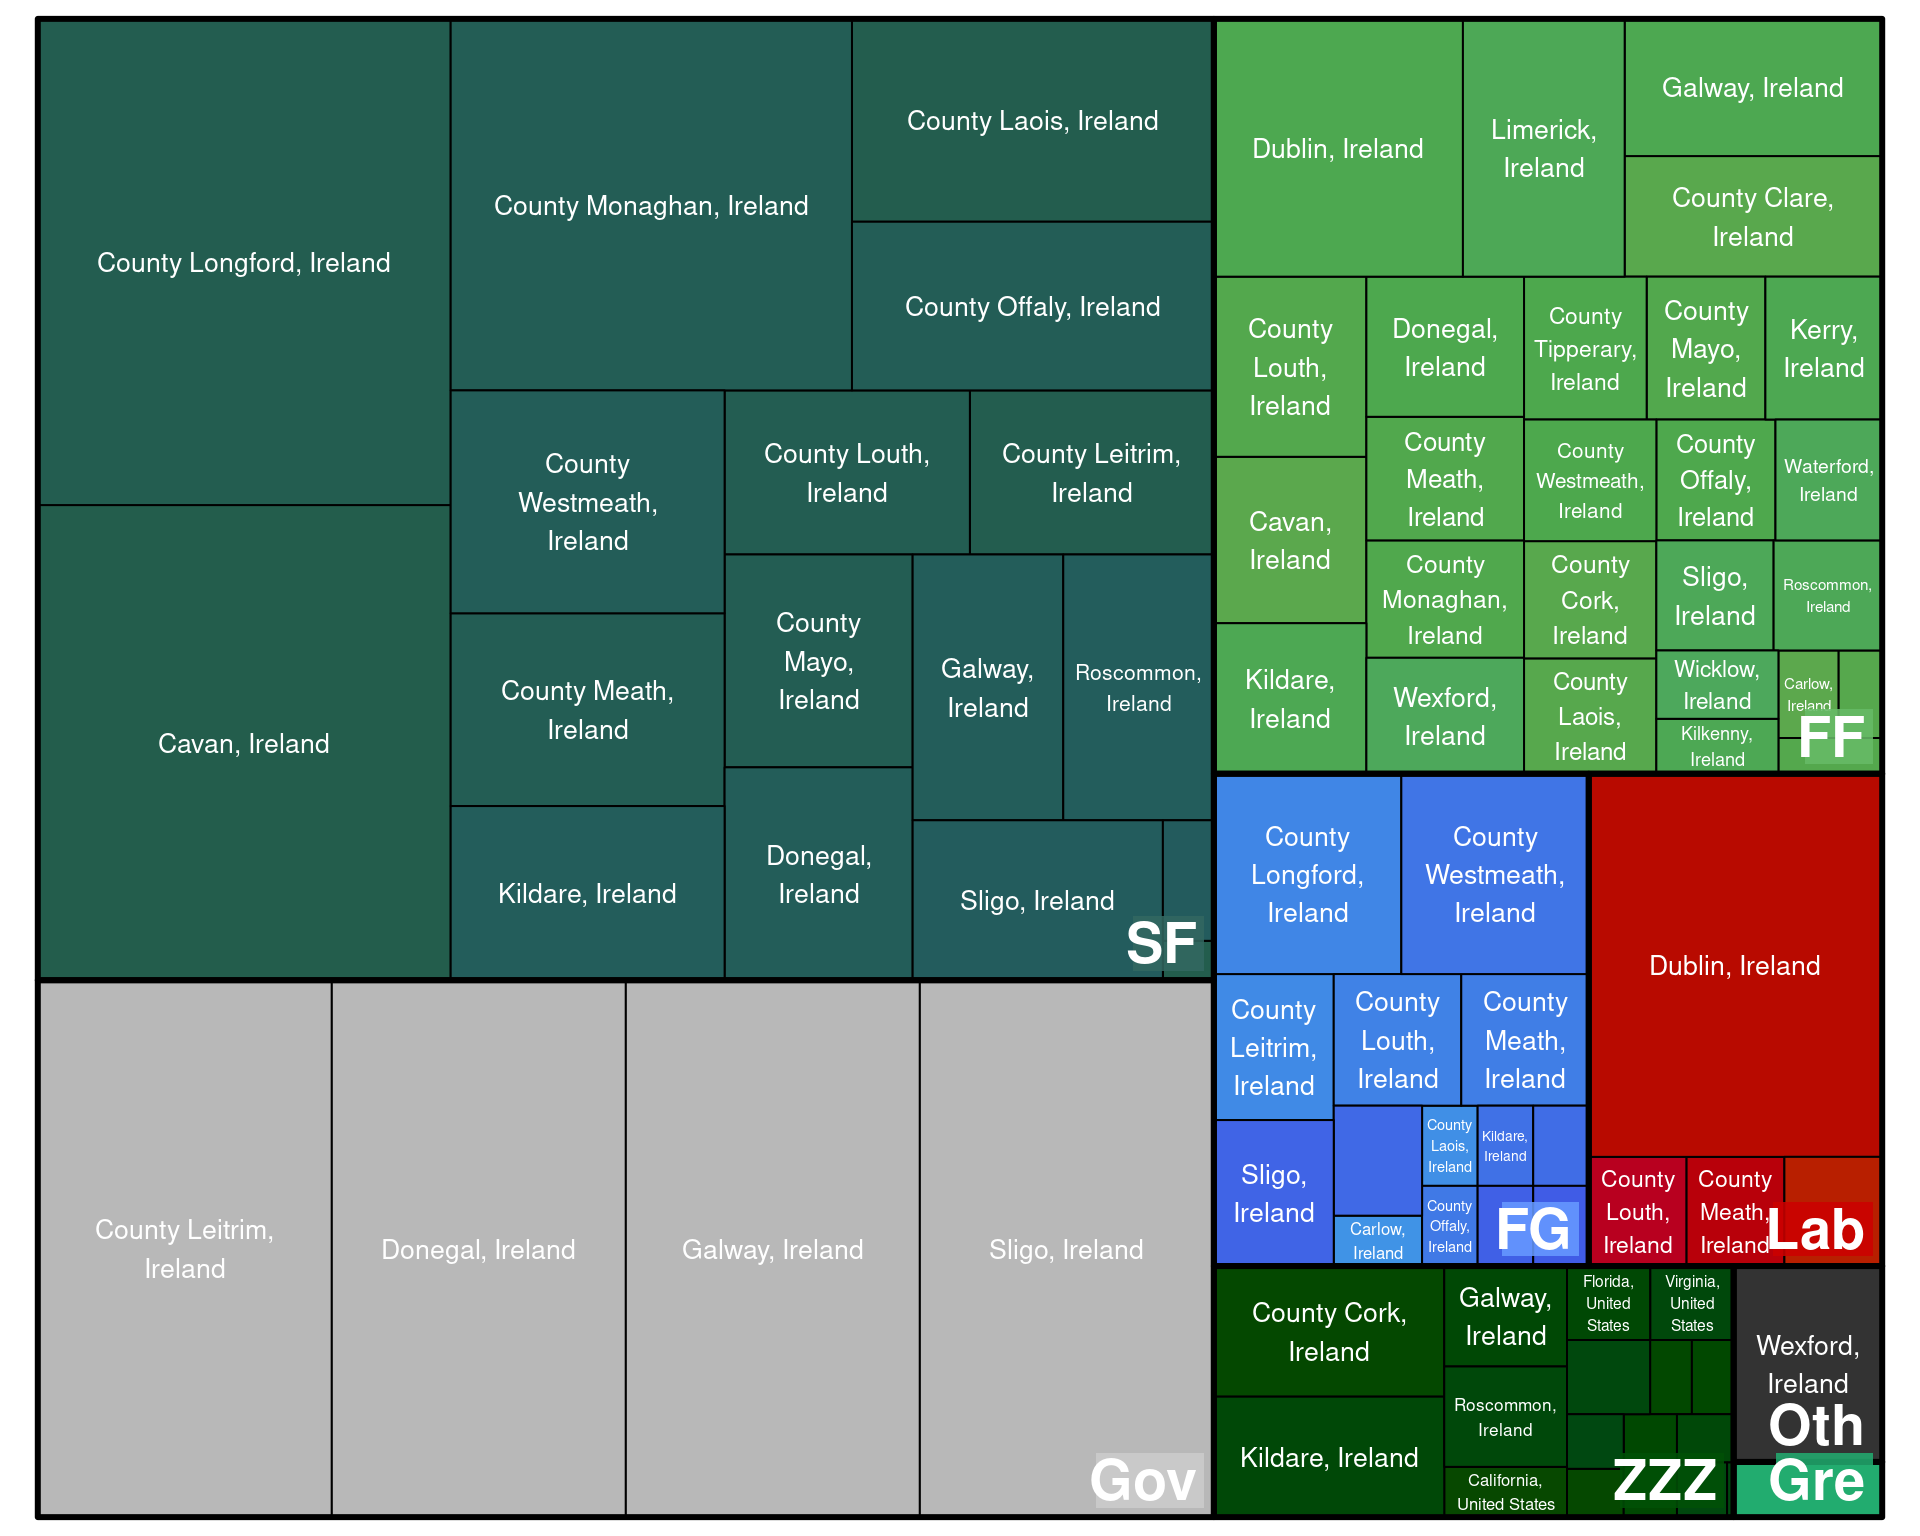 County Longford, Ireland
County Monaghan, Ireland
County Laois, Ireland
County Offaly, Ireland
Cavan, Ireland
County
Westmeath,
Ireland
County Louth,
Ireland
County Leitrim,
Ireland
County Meath,
Ireland
County
Mayo,
Ireland
Galway,
Ireland
Roscommon,
Ireland
Kildare, Ireland
Donegal,
Ireland
Sligo, Ireland
SF
County Leitrim,
Ireland
Donegal, Ireland
Galway, Ireland
Sligo, Ireland
Gov
Dublin, Ireland
Limerick,
Ireland
Galway, Ireland
County Clare,
Ireland
County
Louth,
Ireland
Donegal,
Ireland
County
Tipperary,
Ireland
County
Mayo,
Ireland
Kerry,
Ireland
Cavan,
Ireland
County
Meath,
Ireland
County
Westmeath,
Ireland
County
Offaly,
Ireland
Waterford,
Ireland
County
Monaghan,
Ireland
County
Cork,
Ireland
Sligo,
Ireland
Roscommon,
Ireland
Kildare,
Ireland
Wexford,
Ireland
County
Laois,
Ireland
Wicklow,
Ireland
Kilkenny,
Ireland
Carlow,
Ireland
FF
County
Longford,
Ireland
County
Westmeath,
Ireland
County
Leitrim,
Ireland
County
Louth,
Ireland
County
Meath,
Ireland
Sligo,
Ireland
County
Laois,
Ireland
Kildare,
Ireland
Carlow,
Ireland
County
Offaly,
Ireland
FG
Dublin, Ireland
County
Louth,
Ireland
County
Meath,
Ireland
Lab
County Cork,
Ireland
Galway,
Ireland
Florida,
United
States
Virginia,
United
States
Kildare, Ireland
Roscommon,
Ireland
California,
United States
ZZZ
Wexford,
Ireland
Oth
Gre